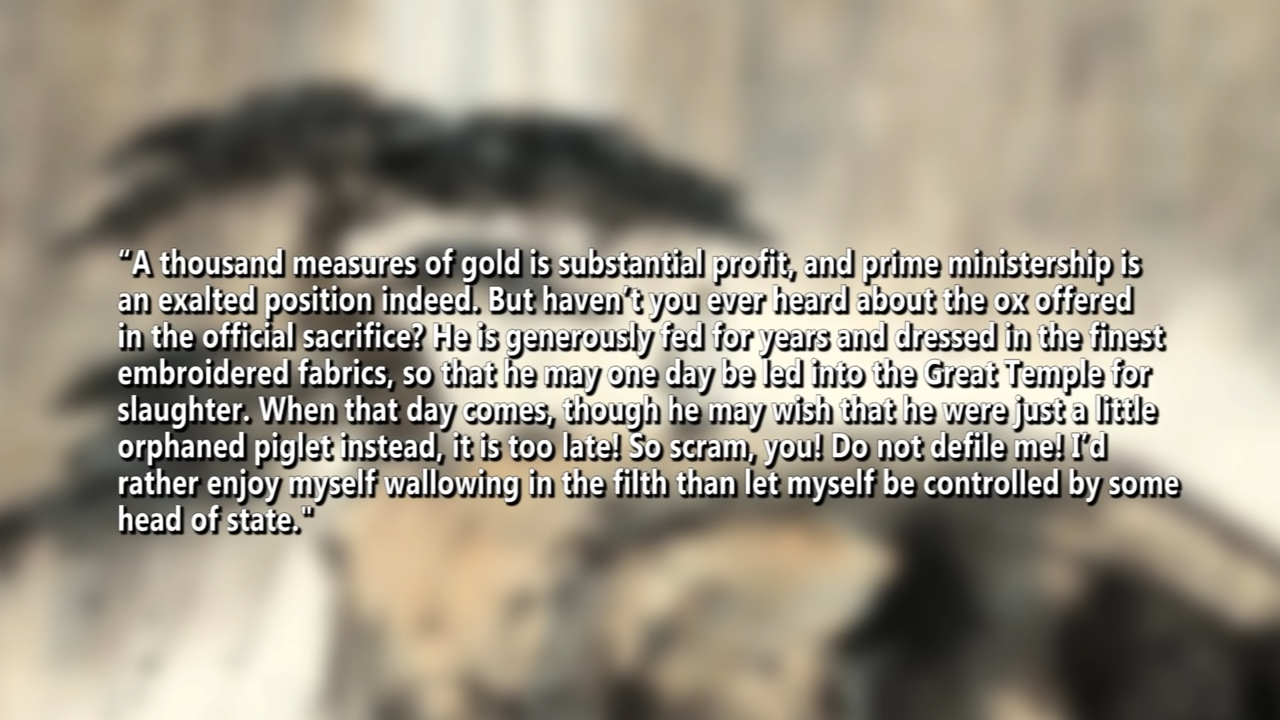 “A thousand measures of gold is substantial profit, and prime ministership is
an exalted position indeed. But haven’t you ever heard about the ox offered
in the official sacrifice? He is generously fed for years and dressed in the finest
embroidered fabrics, so that he may one day be led into the Great Temple for
slaughter. When that day comes, though he may wish that he were just a little
orphaned piglet instead, it is too late! So scram, you! Do not defile me! I’d
rather enjoy myself wallowing in the filth than let myself be controlled by some
head of state."